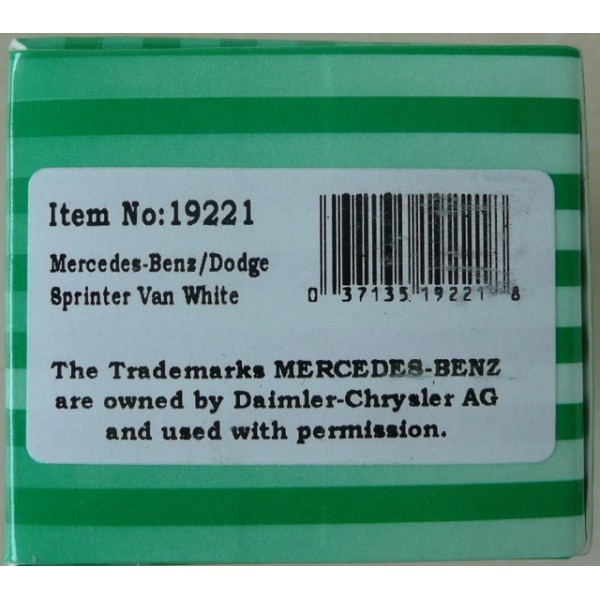 Item No:19221
Mercedes-Benz/Dodge
Sprinter Van White
0 37135 19221 8
The Trademarks MERCEDES-BENZ
are owned by Daimler-Chrysler AG
and used with permission.